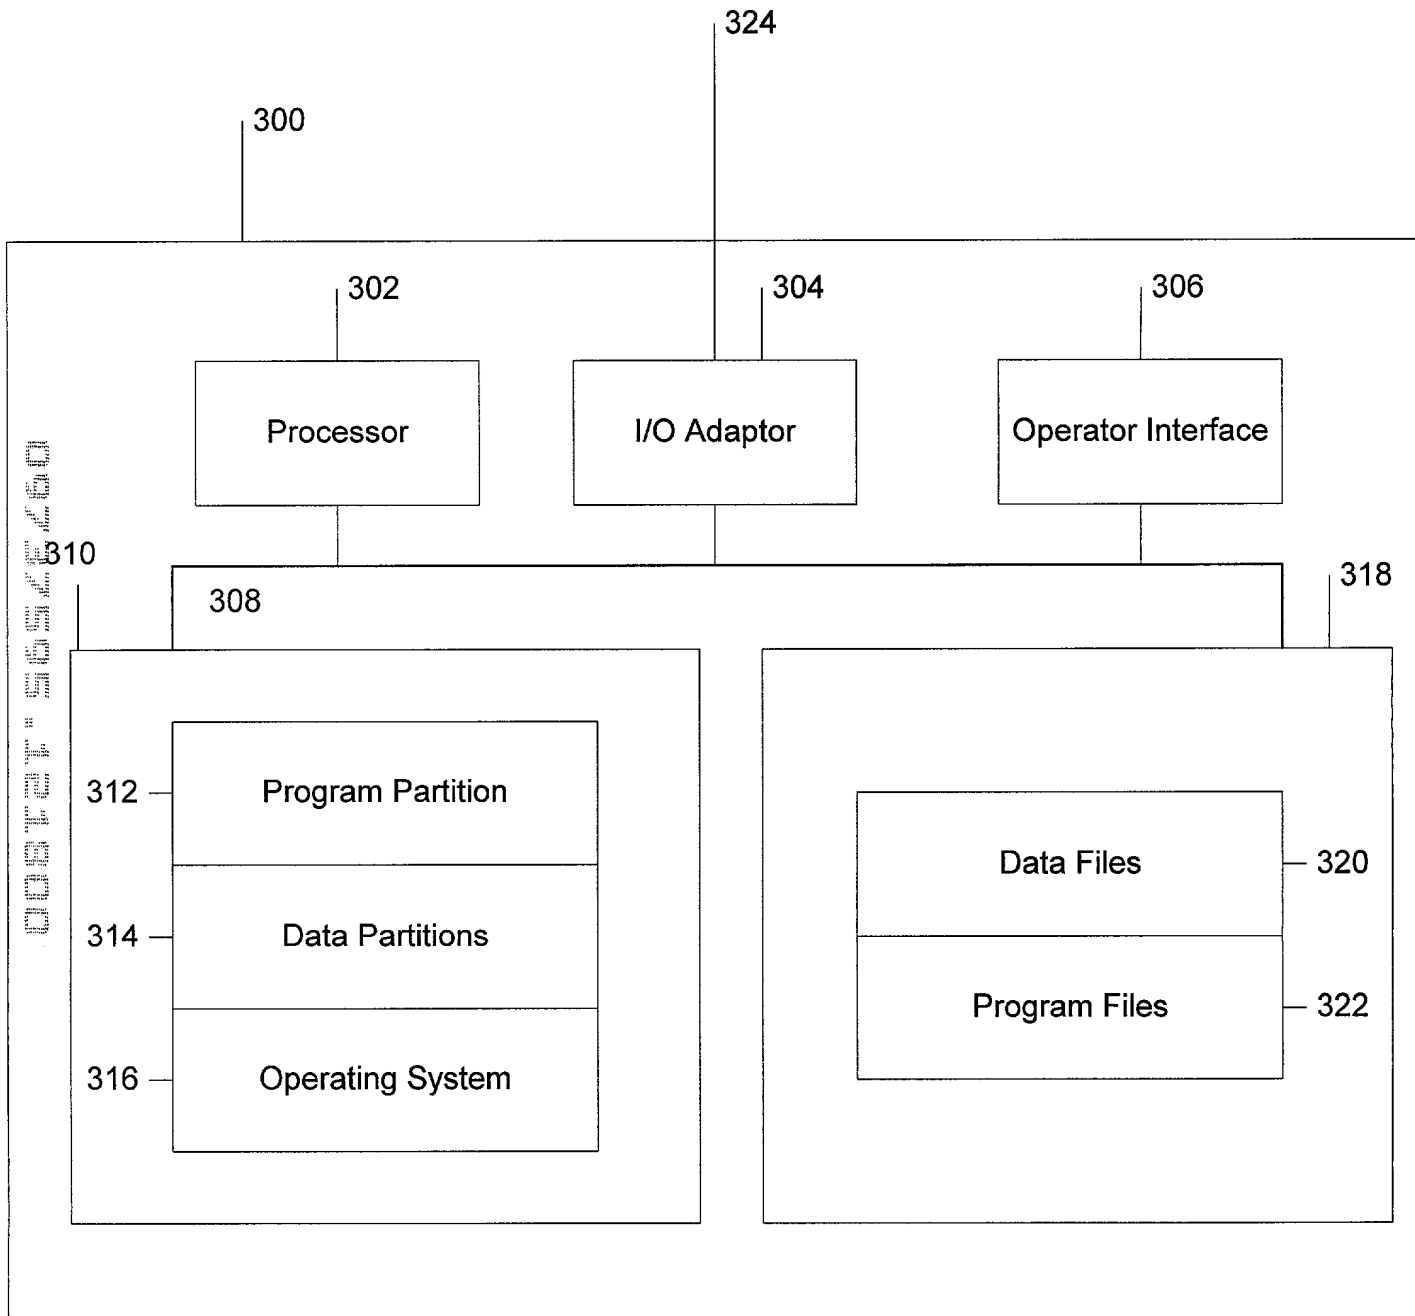 324
300
302
304
306
Processor
I/O Adaptor
Operator Interface
310
308
318
312
Program Partition
314
Data Partitions
316
Operating System
Data Files
320
Program Files
322